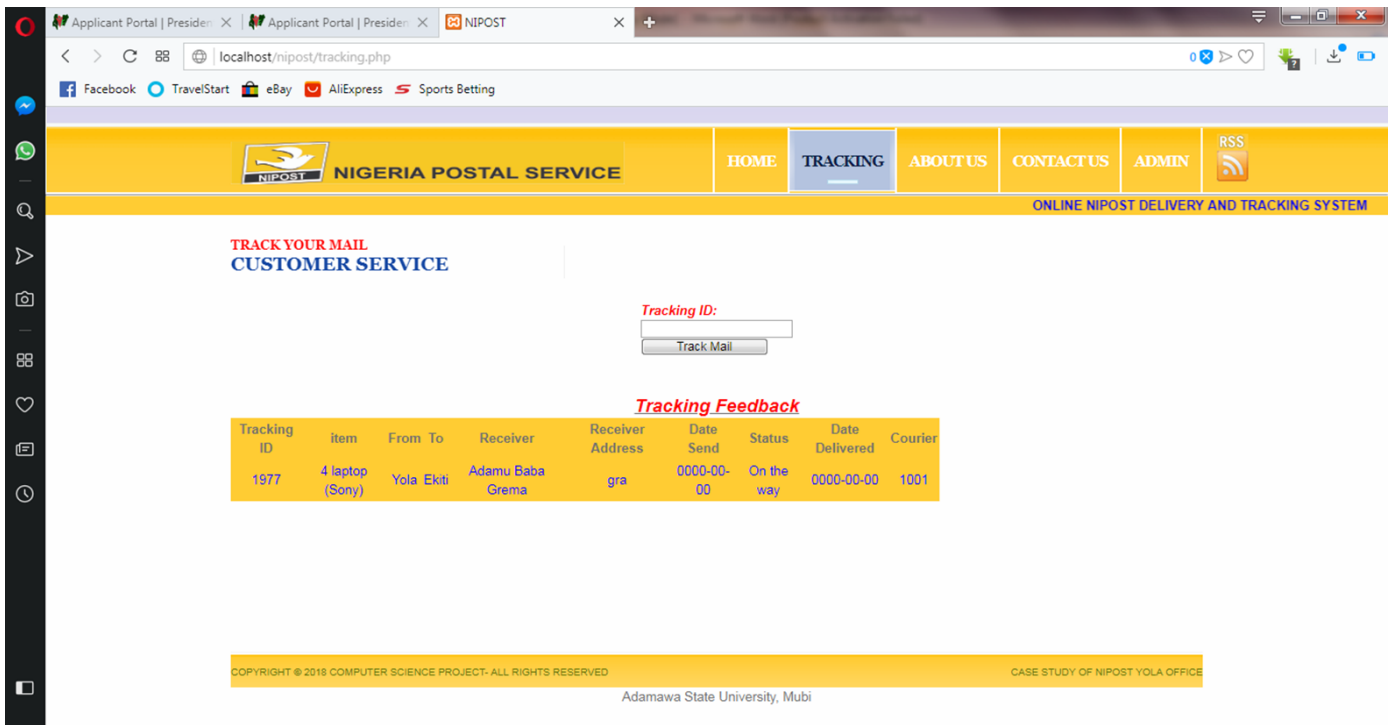 Applicant Portal | Presiden
Applicant Portal | Presiden
NIPOST
localhost/nipost/tracking.php
0
?
Facebook TravelStart eBay AliExpress Sports Betting
NIPOST
NIGERIA POSTAL SERVICE
HOME
TRACKING
ABOUT US
CONTACT US
ADMIN
RSS
ONLINE NIPOST DELIVERY AND TRACKING SYSTEM
TRACK YOUR MAIL
CUSTOMER SERVICE
Tracking ID:
Track Mail
Tracking Feedback
Tracking ID item From To Receiver Receiver Address Date Send Status Date Delivered Courier
1977 4 laptop (Sony) Yola Ekiti Adamu Baba Grema gra 0000-00-00 On the way 0000-00-00 1001
COPYRIGHT © 2018 COMPUTER SCIENCE PROJECT- ALL RIGHTS RESERVED
CASE STUDY OF NIPOST YOLA OFFICE
Adamawa State University, Mubi